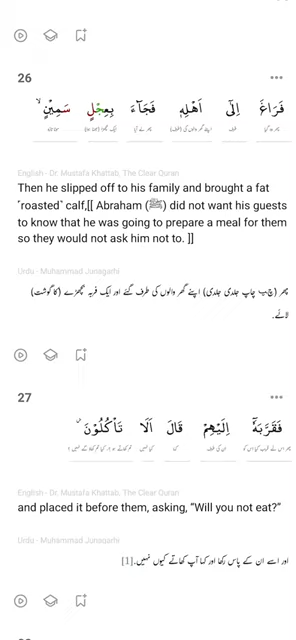 26
فَرَاغَ اِلٰٓى اَهْلِهٖ فَجَآءَ بِعِجْلٍ سَمِيْنٍ ۙ
English - Dr. Mustafa Khattab, The Clear Quran
Then he slipped off to his family and brought a fat
˹roasted˺ calf,[[ Abraham (ﷺ) did not want his guests
to know that he was going to prepare a meal for them
so they would not ask him not to. ]]
Urdu - Muhammad Junagarhi
پھر (چﭗ چاپ جلدی جلدی) اپنے گھر والوں کی طرف گئے اور ایک فربہ بچھڑے (کا گوشت)
لائے۔
27
فَقَرَّبَهٗٓ اِلَيْهِمْ قَالَ اَلَا تَاْكُلُوْنَ ۚ
English - Dr. Mustafa Khattab, The Clear Quran
and placed it before them, asking, “Will you not eat?”
Urdu - Muhammad Junagarhi
اور اسے ان کے پاس رکھا اور کہا آپ کھاتے کیوں نہیں۔[1]